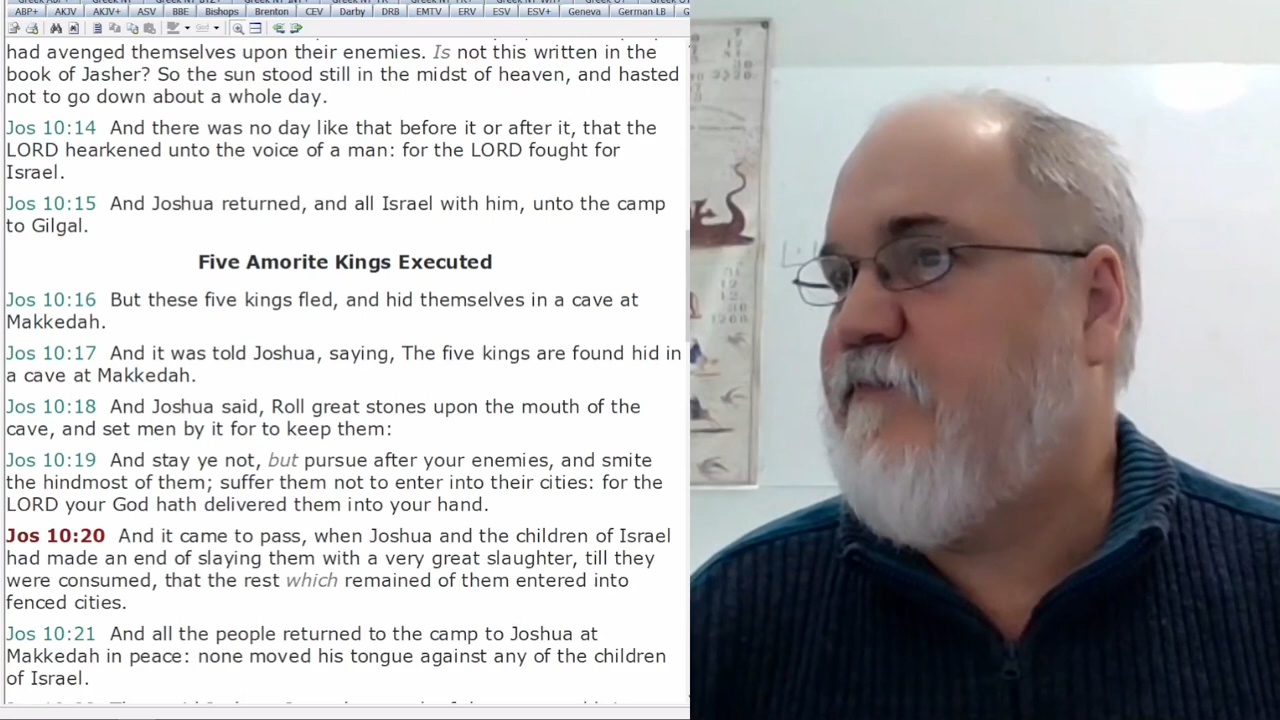 ABP+ AKJV AKJV+ ASV BBE Bishops Brenton CEV Darby DRB EMTV ERV ESV ESV+ Geneva German LB G
had avenged themselves upon their enemies. Is not this written in the
book of Jasher? So the sun stood still in the midst of heaven, and hasted
not to go down about a whole day.
Jos 10:14 And there was no day like that before it or after it, that the
LORD hearkened unto the voice of a man: for the LORD fought for
Israel.
Jos 10:15 And Joshua returned, and all Israel with him, unto the camp
to Gilgal.
Five Amorite Kings Executed
Jos 10:16 But these five kings fled, and hid themselves in a cave at
Makkedah.
Jos 10:17 And it was told Joshua, saying, The five kings are found hid in
a cave at Makkedah.
Jos 10:18 And Joshua said, Roll great stones upon the mouth of the
cave, and set men by it for to keep them:
Jos 10:19 And stay ye not, but pursue after your enemies, and smite
the hindmost of them; suffer them not to enter into their cities: for the
LORD your God hath delivered them into your hand.
Jos 10:20 And it came to pass, when Joshua and the children of Israel
had made an end of slaying them with a very great slaughter, till they
were consumed, that the rest which remained of them entered into
fenced cities.
Jos 10:21 And all the people returned to the camp to Joshua at
Makkedah in peace: none moved his tongue against any of the children
of Israel.